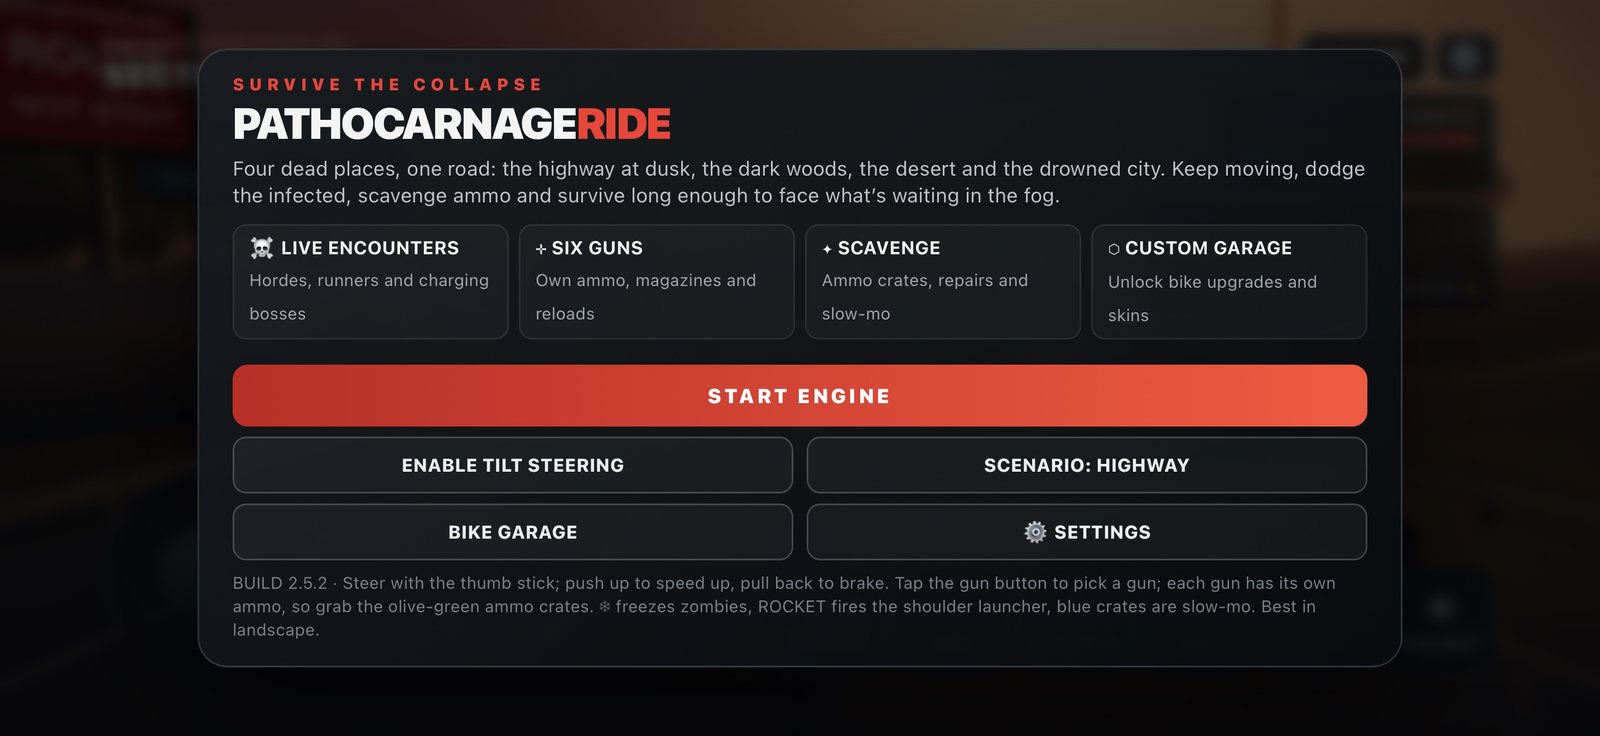 SURVIVE THE COLLAPSE
PATHOCARNAGERIDE
Four dead places, one road: the highway at dusk, the dark woods, the desert and the drowned city. Keep moving, dodge
the infected, scavenge ammo and survive long enough to face what’s waiting in the fog.
☠️ LIVE ENCOUNTERS
Hordes, runners and charging
bosses
✛ SIX GUNS
Own ammo, magazines and
reloads
✦ SCAVENGE
Ammo crates, repairs and
slow-mo
⬡ CUSTOM GARAGE
Unlock bike upgrades and
skins
START ENGINE
ENABLE TILT STEERING
SCENARIO: HIGHWAY
BIKE GARAGE
⚙️ SETTINGS
BUILD 2.5.2 · Steer with the thumb stick; push up to speed up, pull back to brake. Tap the gun button to pick a gun; each gun has its own
ammo, so grab the olive-green ammo crates. ❄ freezes zombies, ROCKET fires the shoulder launcher, blue crates are slow-mo. Best in
landscape.